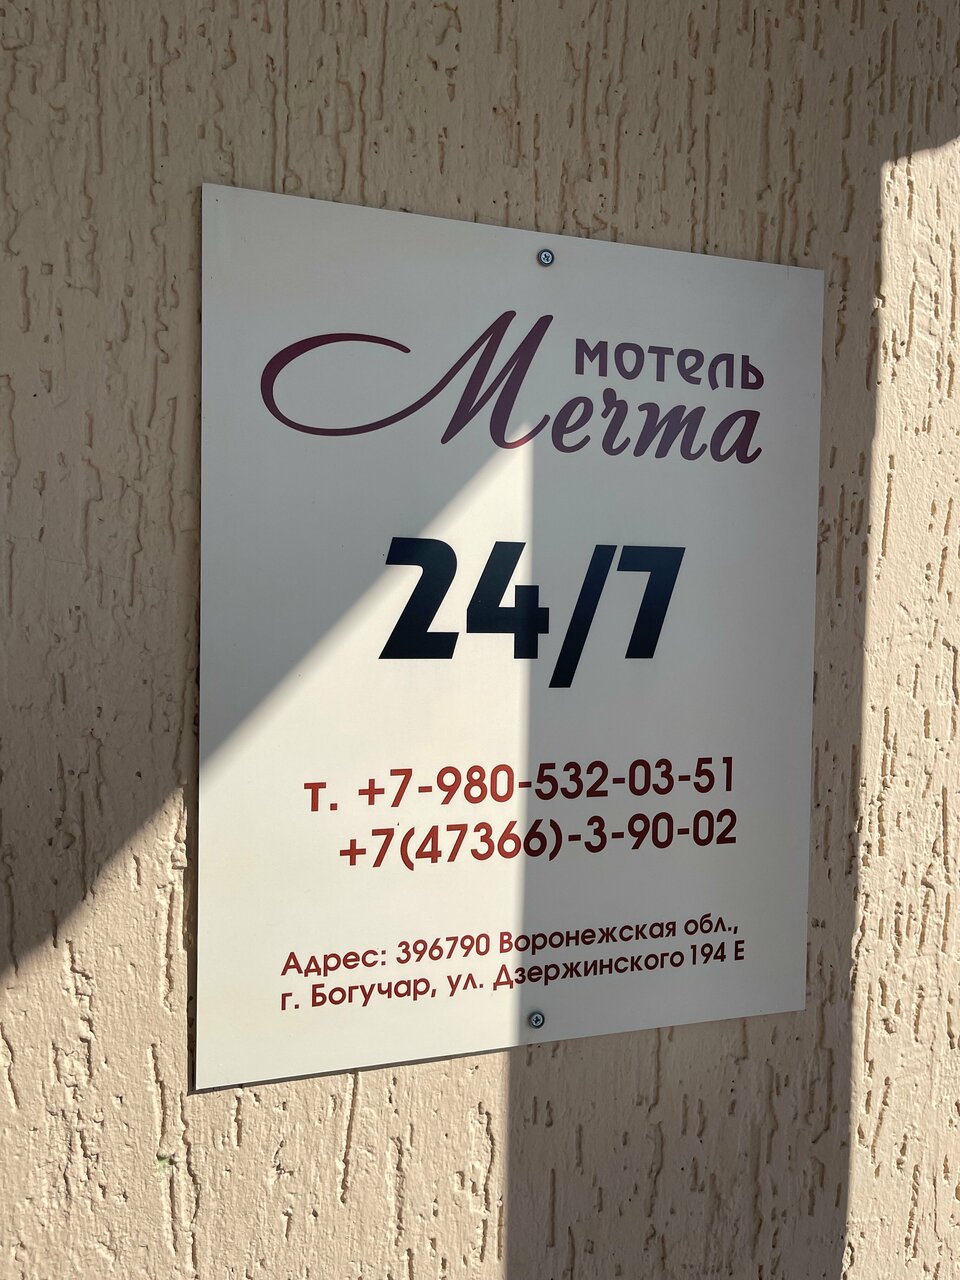 мотель
Мечта
24/7
т. +7-980-532-03-51
+7(47366)-3-90-02
Адрес: 396790 Воронежская обл.,
г. Богучар, ул. Дзержинского 194 Е